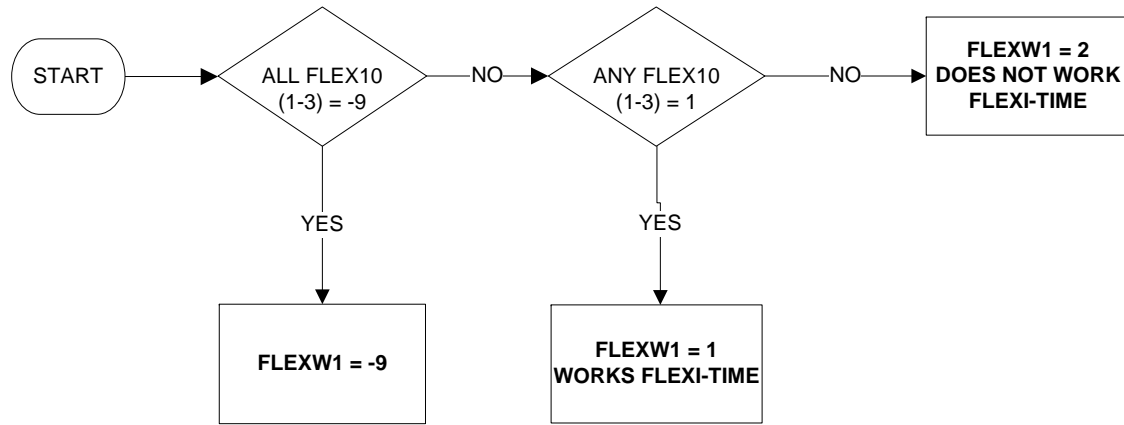 START
ALL FLEX10
(1-3) = -9
NO
ANY FLEX10
(1-3) = 1
NO
FLEXW1 = 2
DOES NOT WORK
FLEXI-TIME
YES
YES
FLEXW1 = -9
FLEXW1 = 1
WORKS FLEXI-TIME